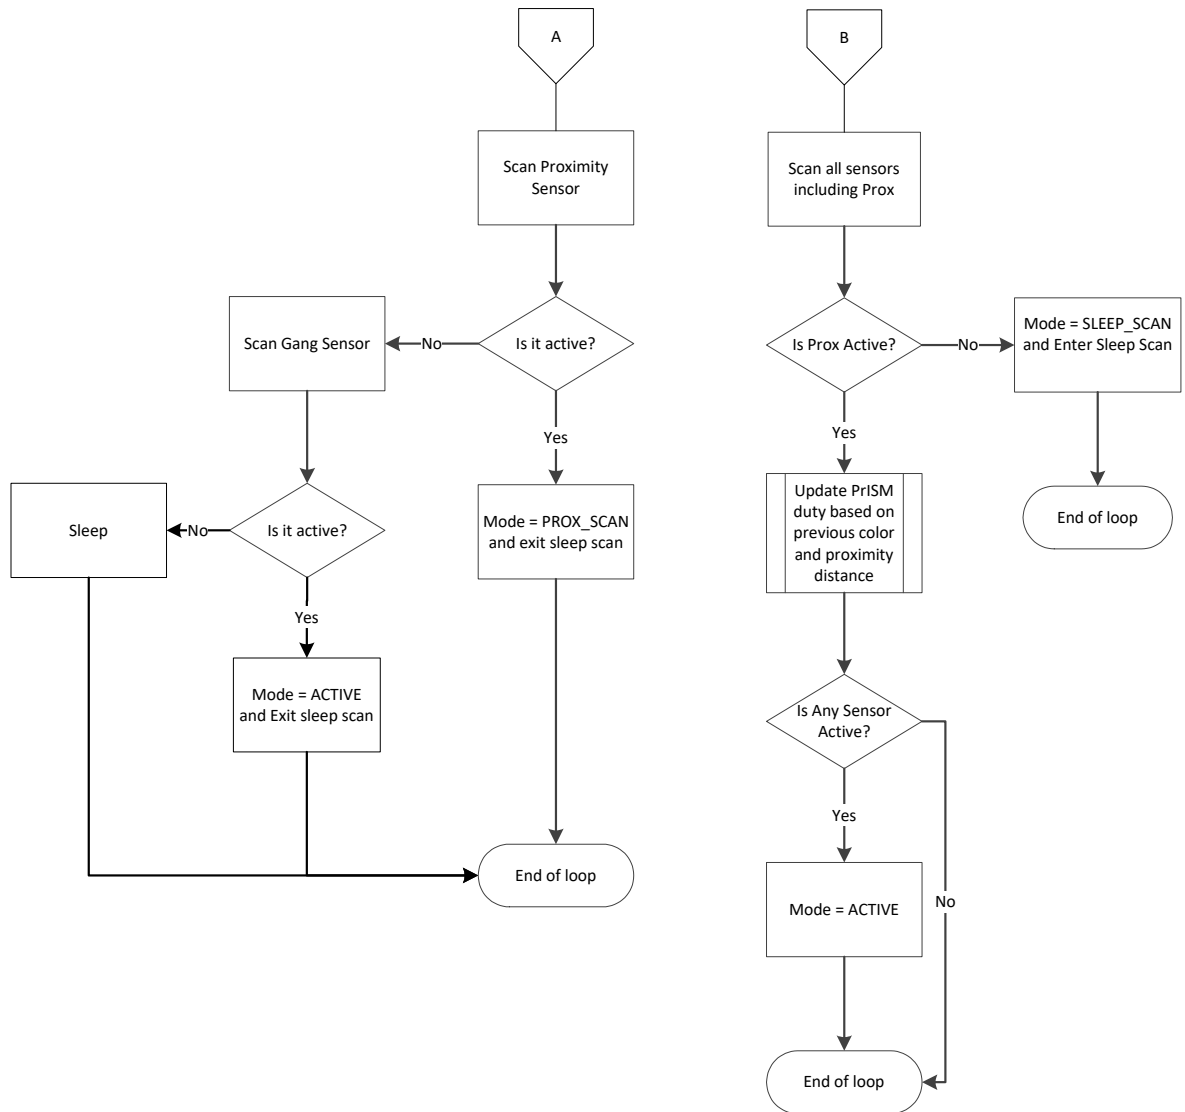 A
Scan Proximity
Sensor
Is it active?
No
Scan Gang Sensor
Yes
Is it active?
No
Sleep
Yes
Mode = ACTIVE
and Exit sleep scan
Mode = PROX_SCAN
and exit sleep scan
End of loop
B
Scan all sensors
including Prox
Is Prox Active?
No
Mode = SLEEP_SCAN
and Enter Sleep Scan
End of loop
Yes
Update PrISM
duty based on
previous color
and proximity
distance
Is Any Sensor
Active?
Yes
Mode = ACTIVE
No
End of loop